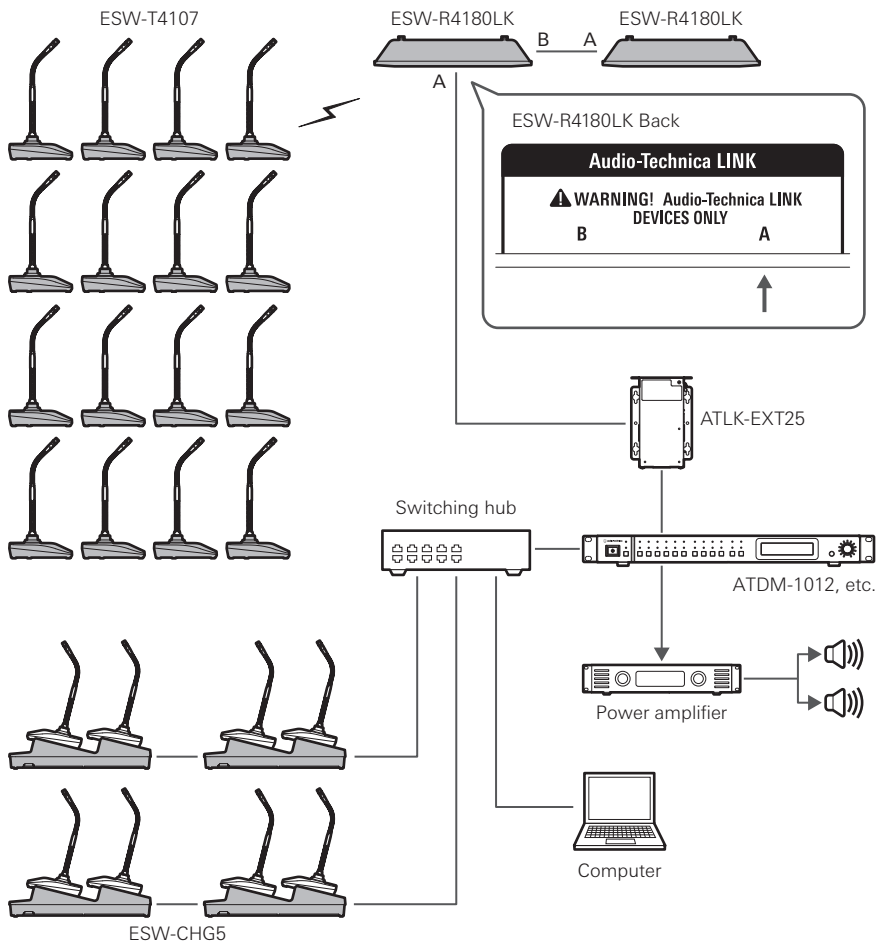 ESW-T4107
ESW-R4180LK
ESW-R4180LK
B
A
A
ESW-R4180LK Back
Audio-Technica LINK
⚠ WARNING! Audio-Technica LINK
DEVICES ONLY
B
A
ATLK-EXT25
Switching hub
ATDM-1012, etc.
Power amplifier
Computer
ESW-CHG5